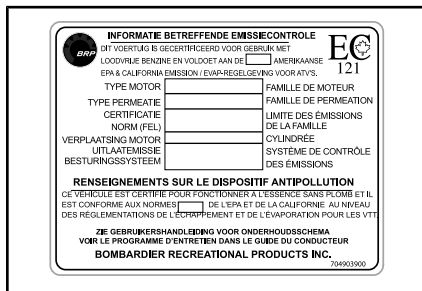 BRP
INFORMATIE BETREFFENDE EMISSIECONTROLE
DIT VOERTUIG IS GECERTIFICEERD VOOR GEBRUIK MET
LOODVRIJE BENZINE EN VOLDOET AAN DE AMERIKAANSE
EPA & CALIFORNIA EMISSION / EVAP-REGELGEVING VOOR ATV'S.
EC
121
TYPE MOTOR FAMILLE DE MOTEUR
TYPE PERMEATIE FAMILLE DE PERMEATION
CERTIFICATIE LIMITE DES ÉMISSIONS
NORM (FEL) DE LA FAMILLE
VERPLAATSING MOTOR CYLINDRÉE
UITLAATEMISSIE SYSTÈME DE CONTRÔLE
BESTURINGSSYSTEEM DES ÉMISSIONS
RENSEIGNEMENTS SUR LE DISPOSITIF ANTIPOLLUTION
CE VÉHICULE EST CERTIFIÉ POUR FONCTIONNER À L'ESSENCE SANS PLOMB ET IL
EST CONFORME AUX NORMES DE L'EPA ET DE LA CALIFORNIE AU NIVEAU
DES RÉGLEMENTATIONS DE L'ÉCHAPPEMENT ET DE L'ÉVAPORATION POUR LES VTT.
ZIE GEBRUIKERSHANDLEIDING VOOR ONDERHOUDSSCHEMA
VOIR LE PROGRAMME D'ENTRETIEN DANS LE GUIDE DU CONDUCTEUR
BOMBARDIER RECREATIONAL PRODUCTS INC.
704903900